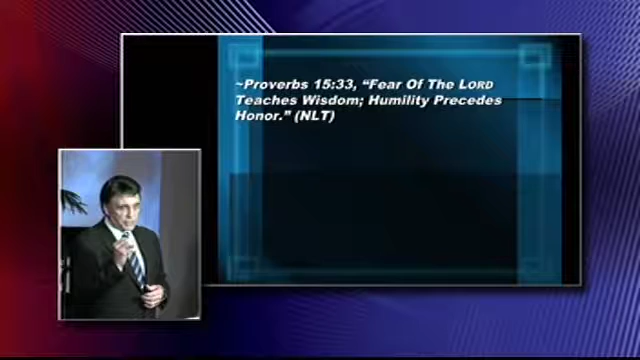 ~Proverbs 15:33, “Fear Of The LORD
Teaches Wisdom; Humility Precedes
Honor.” (NLT)